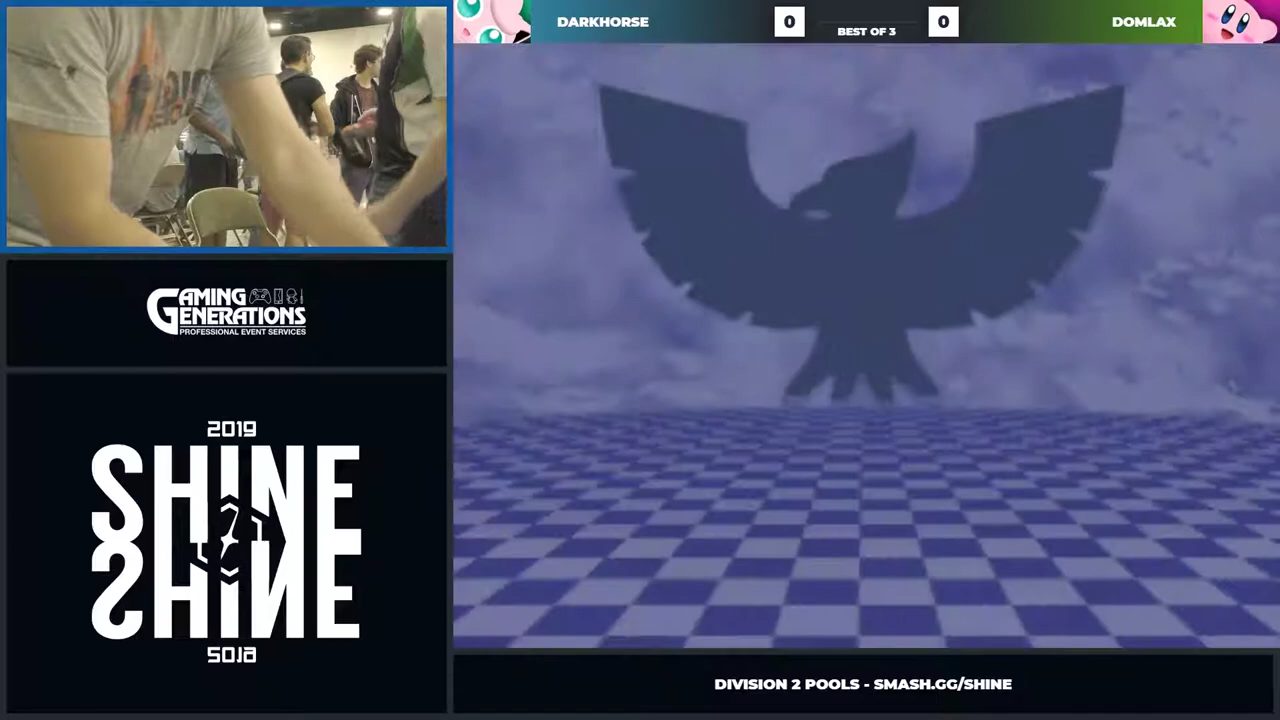 DARKHORSE
0
BEST OF 3
0
DOMLAX
GAMING
GENERATIONS
PROFESSIONAL EVENT SERVICES
2019
SHINE
DIVISION 2 POOLS - SMASH.GG/SHINE